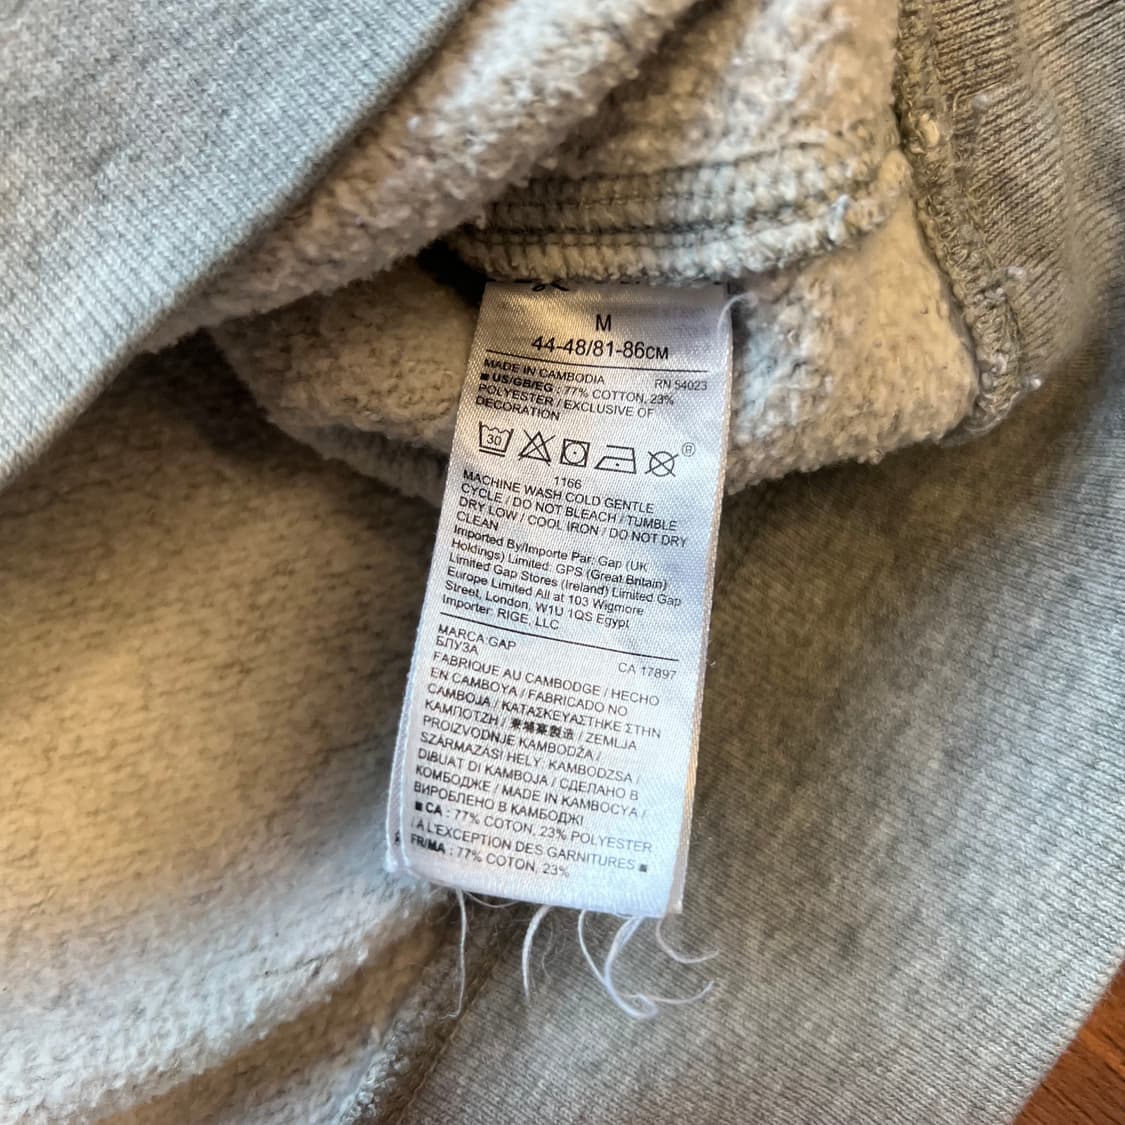 M
44-48/81-86CM
MADE IN CAMBODIA RN 54023
■ US/GB/EG : 77% COTTON, 23%
POLYESTER / EXCLUSIVE OF
DECORATION
30 ®
1166
MACHINE WASH COLD GENTLE
CYCLE / DO NOT BLEACH / TUMBLE
DRY LOW / COOL IRON / DO NOT DRY
CLEAN
Imported By/Importe Par: Gap (UK
Holdings) Limited: GPS (Great Britain)
Limited Gap Stores (Ireland) Limited Gap
Europe Limited All at 103 Wigmore
Street, London, W1U 1QS Egypt
Importer: RIGE, LLC
MARCA:GAP CA 17897
БЛУЗА
FABRIQUE AU CAMBODGE / HECHO
EN CAMBOYA / FABRICADO NO
CAMBOJA / ΚΑΤΑΣΚΕΥΑΣΤΗΚΕ ΣΤΗΝ
ΚΑΜΠΟΤΖΗ / 柬埔寨製造 / ZEMLJA
PROIZVODNJE KAMBODŽA /
SZÁRMAZÁSI HELY: KAMBODZSA /
DIBUAT DI KAMBOJA / СДЕЛАНО В
КОМБОДЖЕ / MADE IN KAMBOCYA /
ВИРОБЛЕНО В КАМБОДЖІ
■ CA : 77% COTON, 23% POLYESTER
/ À L'EXCEPTION DES GARNITURES ■
FR/MA : 77% COTON, 23%